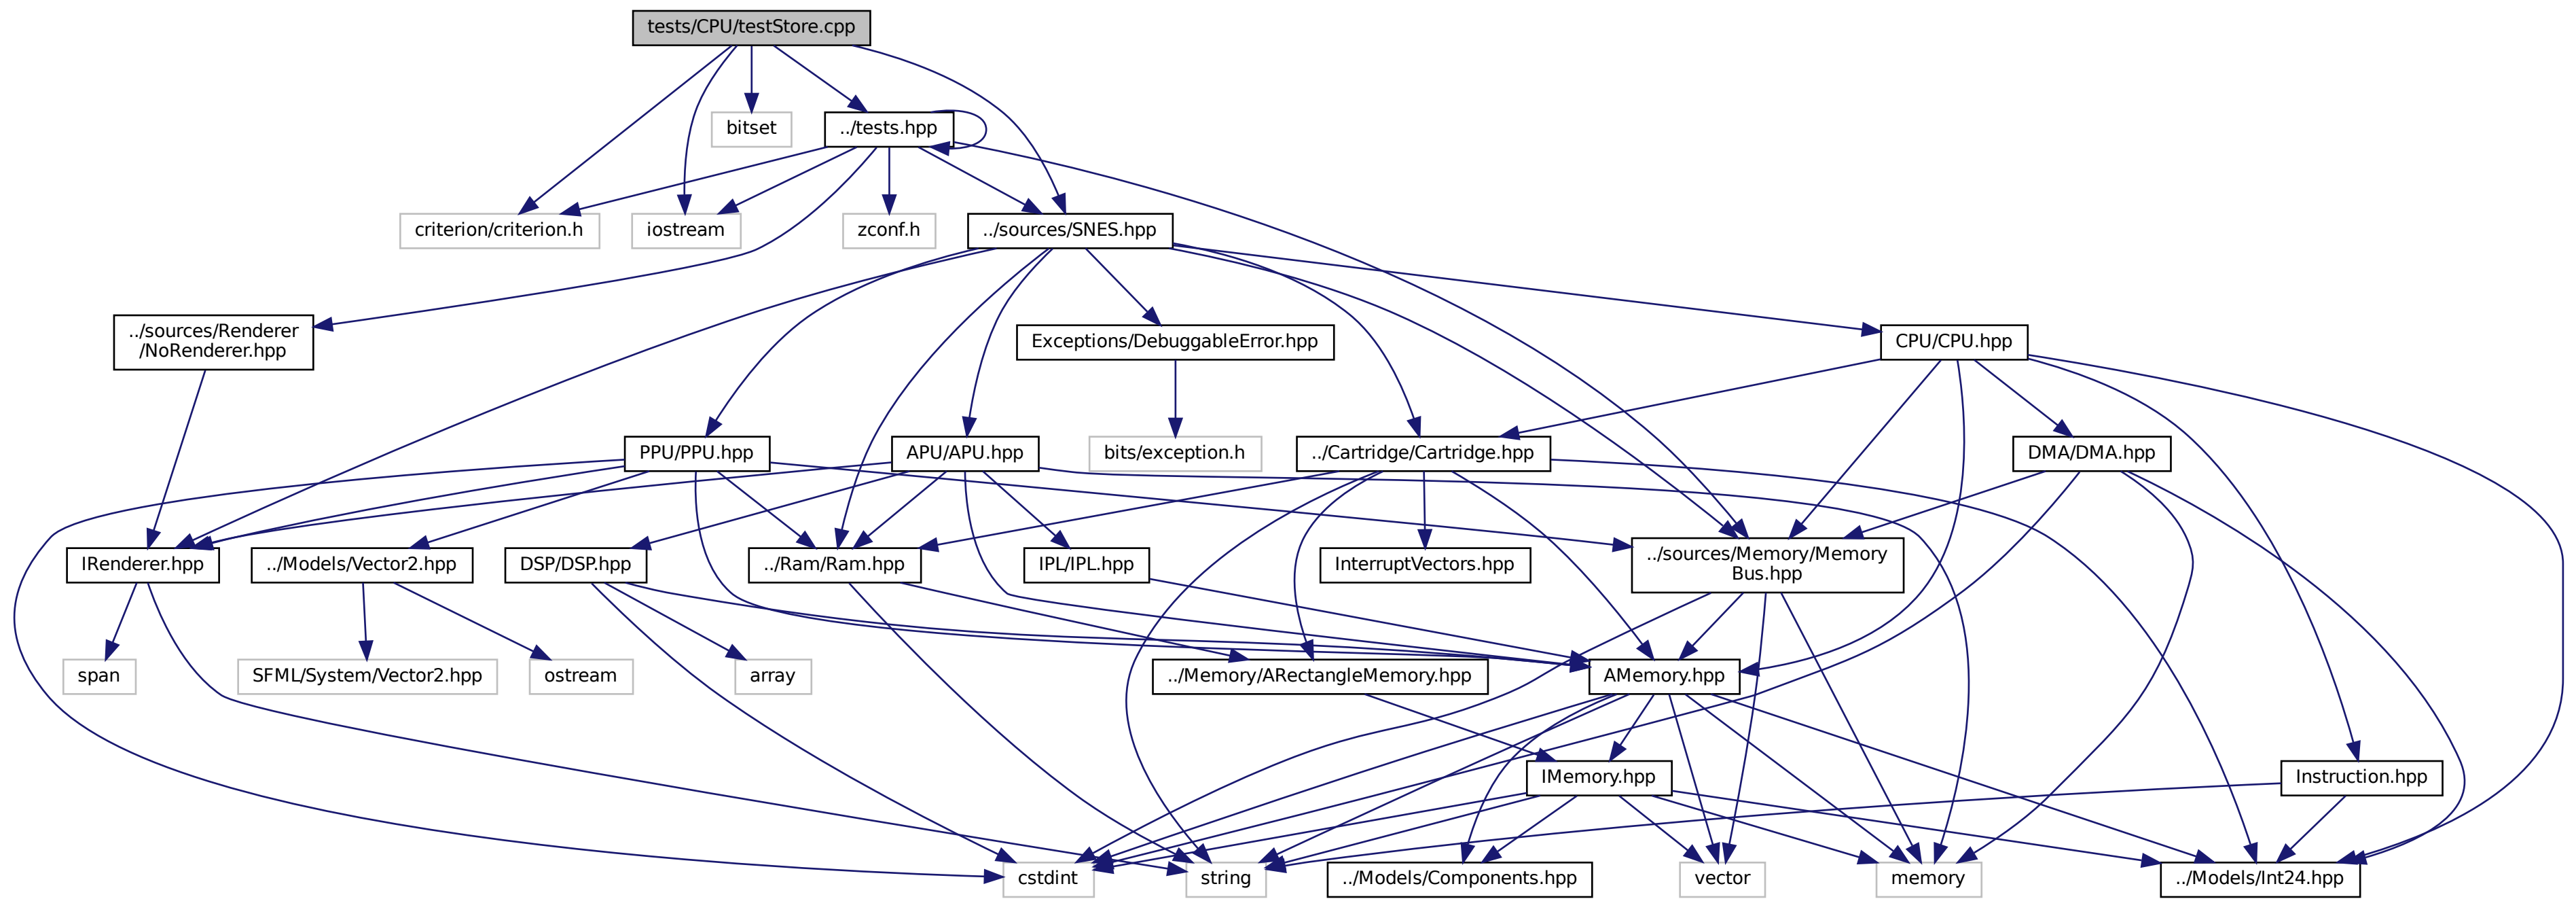 tests/CPU/testStore.cpp
bitset
../tests.hpp
criterion/criterion.h
iostream
zconf.h
../sources/SNES.hpp
../sources/Renderer
/NoRenderer.hpp
Exceptions/DebuggableError.hpp
CPU/CPU.hpp
PPU/PPU.hpp
APU/APU.hpp
bits/exception.h
../Cartridge/Cartridge.hpp
DMA/DMA.hpp
IRenderer.hpp
../Models/Vector2.hpp
DSP/DSP.hpp
../Ram/Ram.hpp
IPL/IPL.hpp
InterruptVectors.hpp
../sources/Memory/Memory
Bus.hpp
span
SFML/System/Vector2.hpp
ostream
array
../Memory/ARectangleMemory.hpp
AMemory.hpp
IMemory.hpp
Instruction.hpp
cstdint
string
../Models/Components.hpp
vector
memory
../Models/Int24.hpp